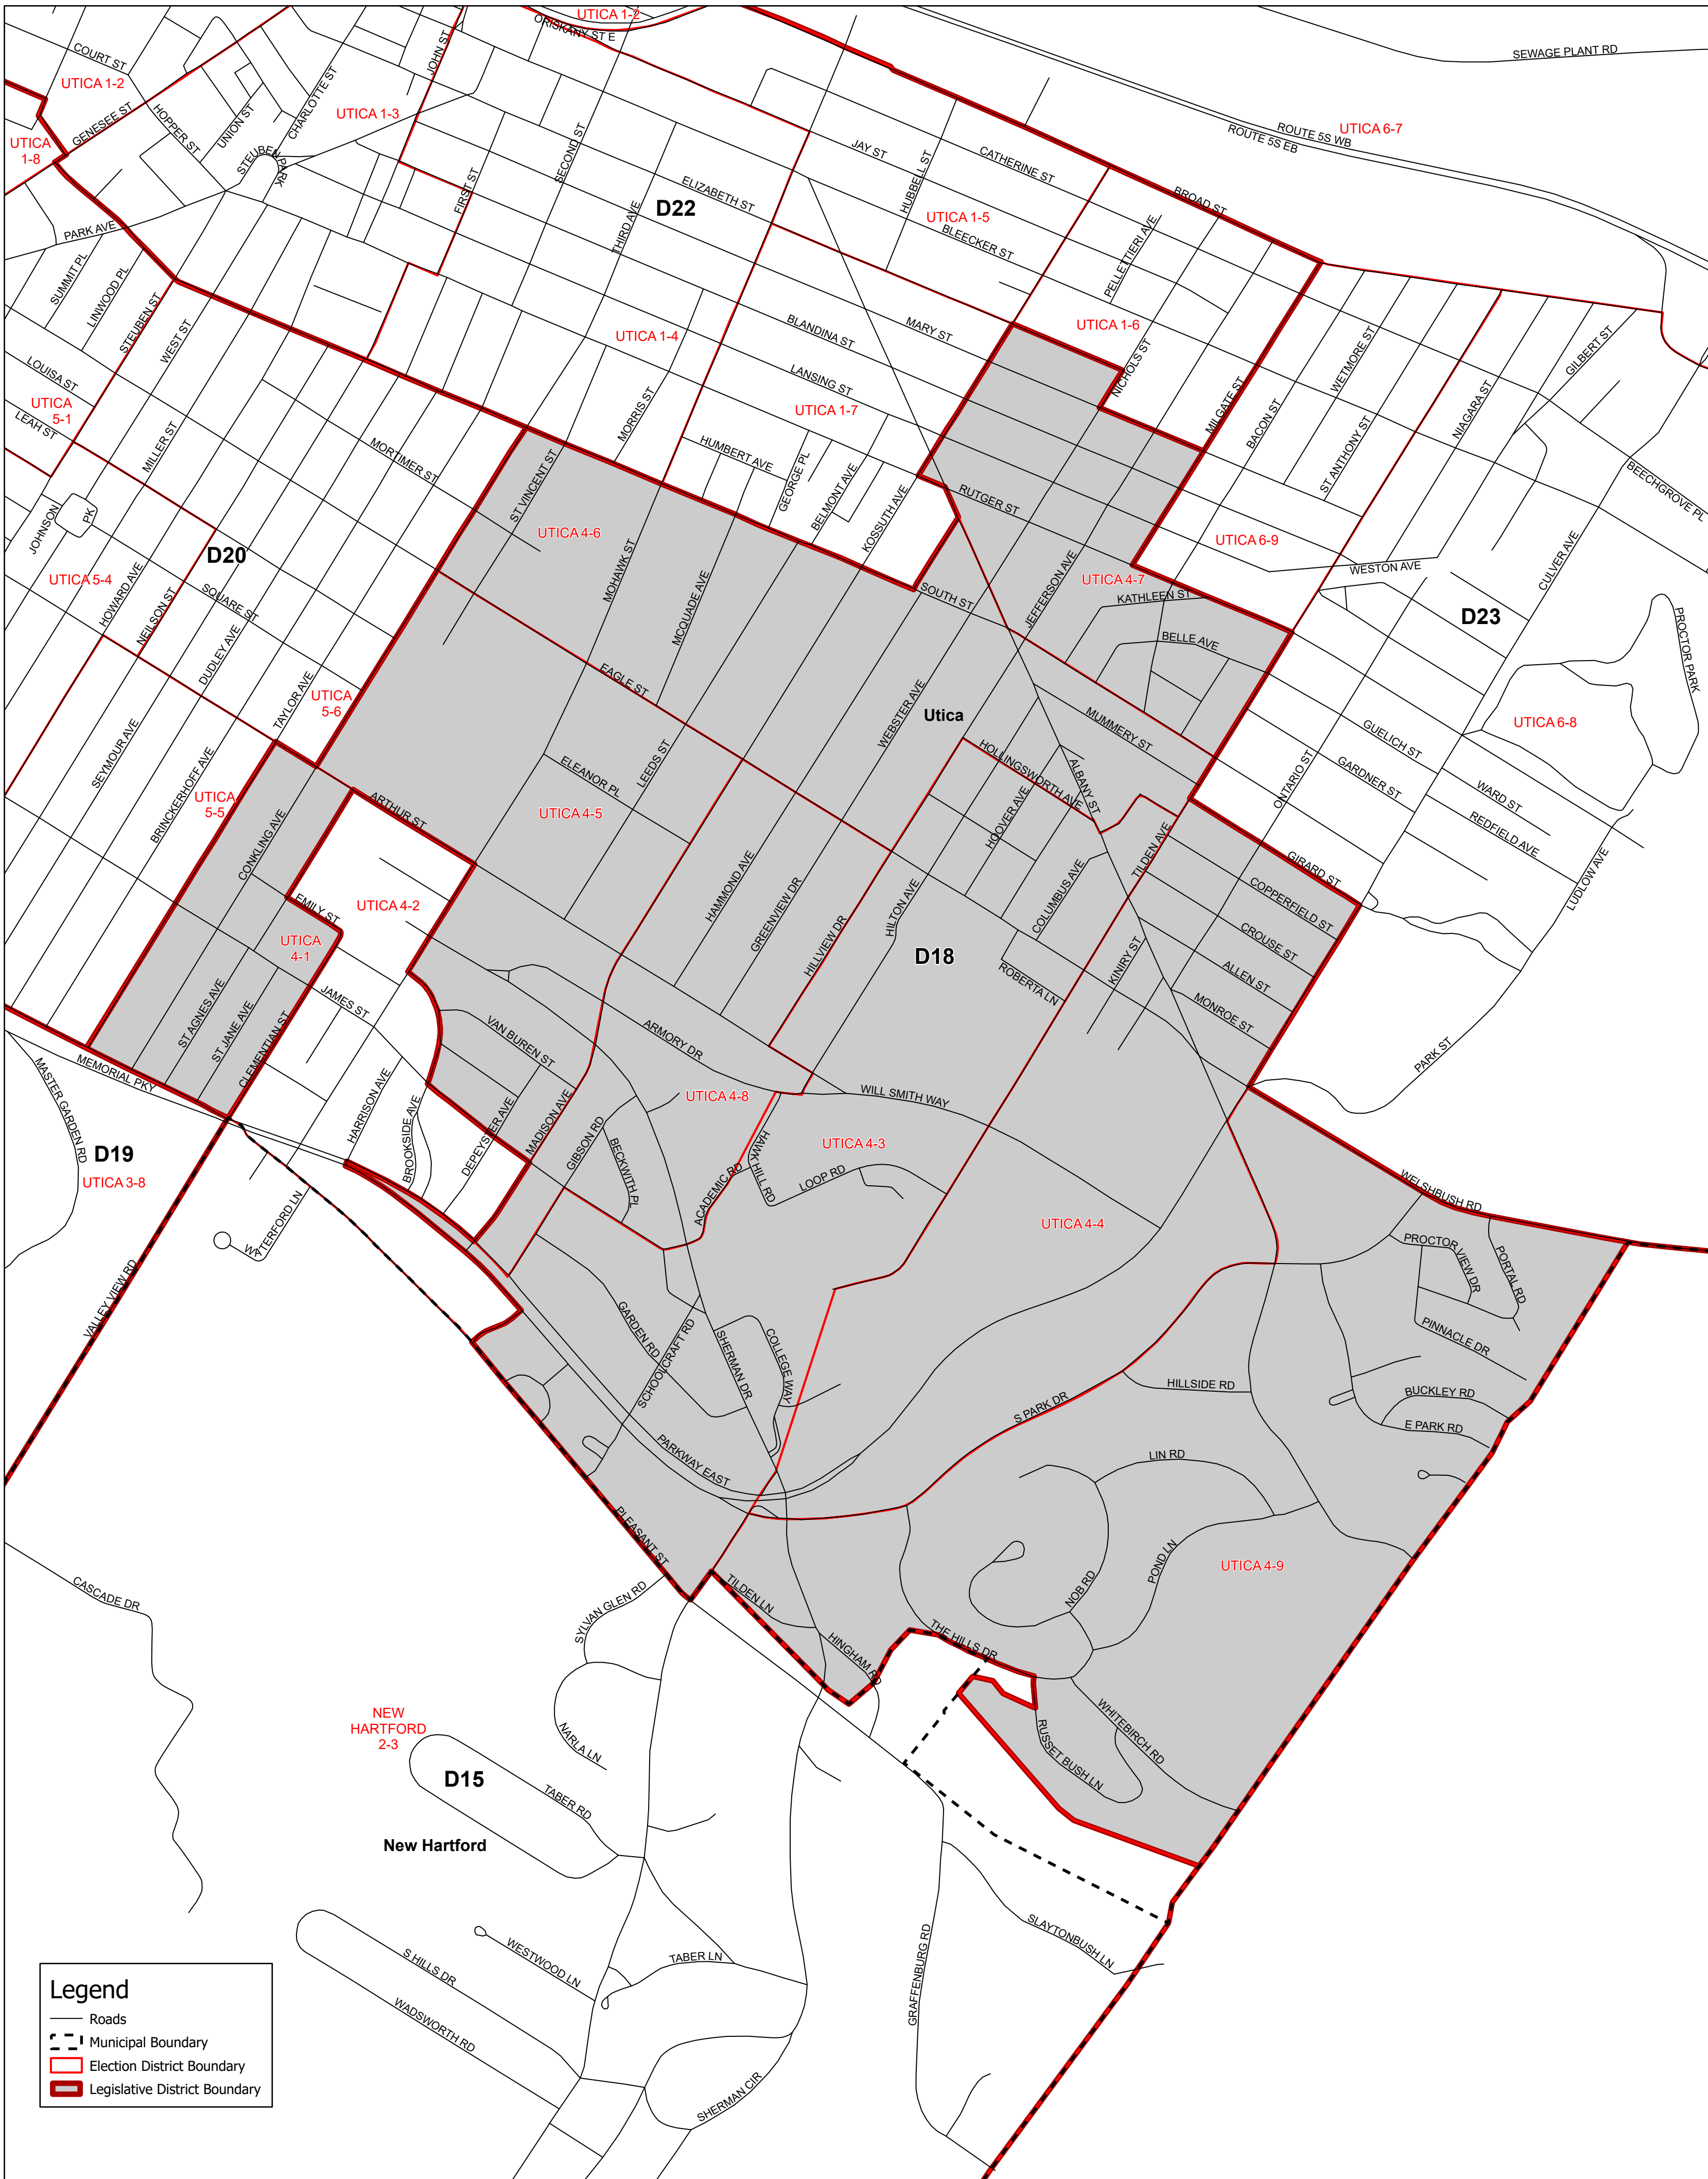 UTICA 1-2
ORISKANY ST E
SEWAGE PLANT RD
COURT ST
UTICA 1-2
JOHN ST
CHARLOTTE ST
UTICA 1-3
GENESEE ST
HOPPER ST
UNION ST
UTICA
1-8
STEUBEN PARK
SECOND ST
FIRST ST
JAY ST
HUBBELL ST
CATHERINE ST
UTICA 6-7
ROUTE 5S WB
ROUTE 5S EB
BROAD ST
ELIZABETH ST
D22
THIRD AVE
UTICA 1-5
BLEECKER ST
PELLETTIERI AVE
PARK AVE
SUMMIT PL
LINWOOD PL
STEUBEN ST
WEST ST
UTICA 1-4
BLANDINA ST
MARY ST
UTICA 1-6
NICHOLS ST
WETMORE ST
GILBERT ST
LOUISA ST
UTICA
5-1
LEAH ST
LANSING ST
UTICA 1-7
MORRIS ST
HUMBERT AVE
GEORGE PL
BELMONT AVE
KOSSUTH AVE
MILGATE ST
BACON ST
ST ANTHONY ST
NIAGARA ST
BEECHGROVE PL
MILLER ST
MORTIMER ST
ST VINCENT ST
UTICA 4-6
RUTGER ST
UTICA 6-9
WESTON AVE
CULVER AVE
JOHNSON
PK
D20
UTICA 5-4
HOWARD AVE
NEILSON ST
SQUARE ST
DUDLEY AVE
MOHAWK ST
MCQUADE AVE
SOUTH ST
JEFFERSON AVE
UTICA 4-7
KATHLEEN ST
BELLE AVE
D23
PROCTOR PARK
TAYLOR AVE
UTICA
5-6
EAGLE ST
WEBSTER AVE
Utica
MUMMERY ST
GUELICH ST
UTICA 6-8
SEYMOUR AVE
BRINCKERHOFF AVE
UTICA
5-5
ELEANOR PL
LEEDS ST
HOLLINGSWORTH AVE
ALBANY ST
ONTARIO ST
GARDNER ST
WARD ST
REDFIELD AVE
ARTHUR ST
CONKLING AVE
UTICA 4-5
HOOVER AVE
TILDEN AVE
GIRARD ST
LUDLOW AVE
EMILY ST
UTICA 4-2
UTICA
4-1
HAMMOND AVE
GREENVIEW DR
HILLVIEW DR
HILTON AVE
COLUMBUS AVE
COPPERFIELD ST
CROUSE ST
D18
ROBERTA LN
KINIRY ST
ALLEN ST
MONROE ST
JAMES ST
ST AGNES AVE
ST JANE AVE
CLEMENTIAN ST
VAN BUREN ST
ARMORY DR
PARK ST
MEMORIAL PKY
MASTER GARDEN RD
HARRISON AVE
BROOKSIDE AVE
DEPEYSTER AVE
MADISON AVE
UTICA 4-8
WILL SMITH WAY
GIBSON RD
BECKWITH PL
HAWK HILL RD
UTICA 4-3
D19
UTICA 3-8
ACADEMIC RD
LOOP RD
WELSHBUSH RD
WATERFORD LN
UTICA 4-4
VALLEY VIEW RD
PROCTOR VIEW DR
PORTAL RD
GARDEN RD
SCHOOLCRAFT RD
SHERMAN DR
COLLEGE WAY
PINNACLE DR
HILLSIDE RD
BUCKLEY RD
S PARK DR
E PARK RD
PARKWAY EAST
LIN RD
PLEASANT ST
POND LN
UTICA 4-9
CASCADE DR
SYLVAN GLEN RD
TILDEN LN
NOB RD
HINGHAM RD
THE HILLS DR
NEW
HARTFORD
2-3
NARLA LN
RUSSET BUSH LN
WHITEBIRCH RD
D15
TABER RD
New Hartford
GRAFFENBURG RD
SLAYTONBUSH LN
S HILLS DR
WESTWOOD LN
TABER LN
WADSWORTH RD
SHERMAN CIR
Legend
Roads
Municipal Boundary
Election District Boundary
Legislative District Boundary